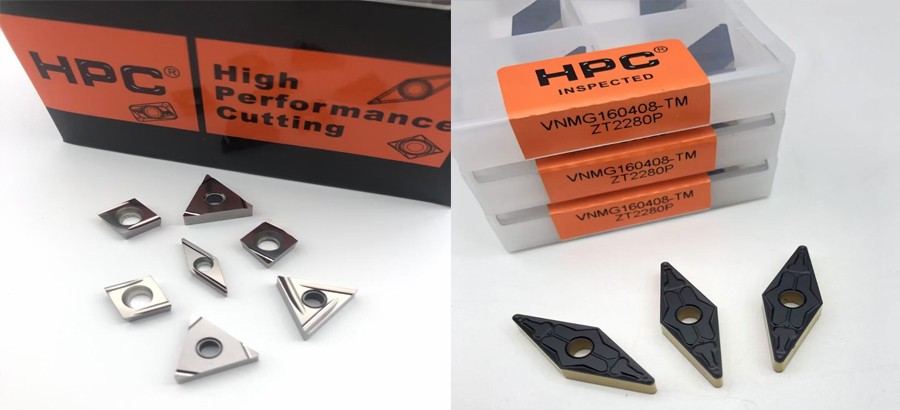 HPC®
High
Performance
Cutting
HPC®
INSPECTED
VNMG160408-TM
ZT2280P
VNMG160408-TM
ZT2280P
VNMG160408-TM
ZT2280P